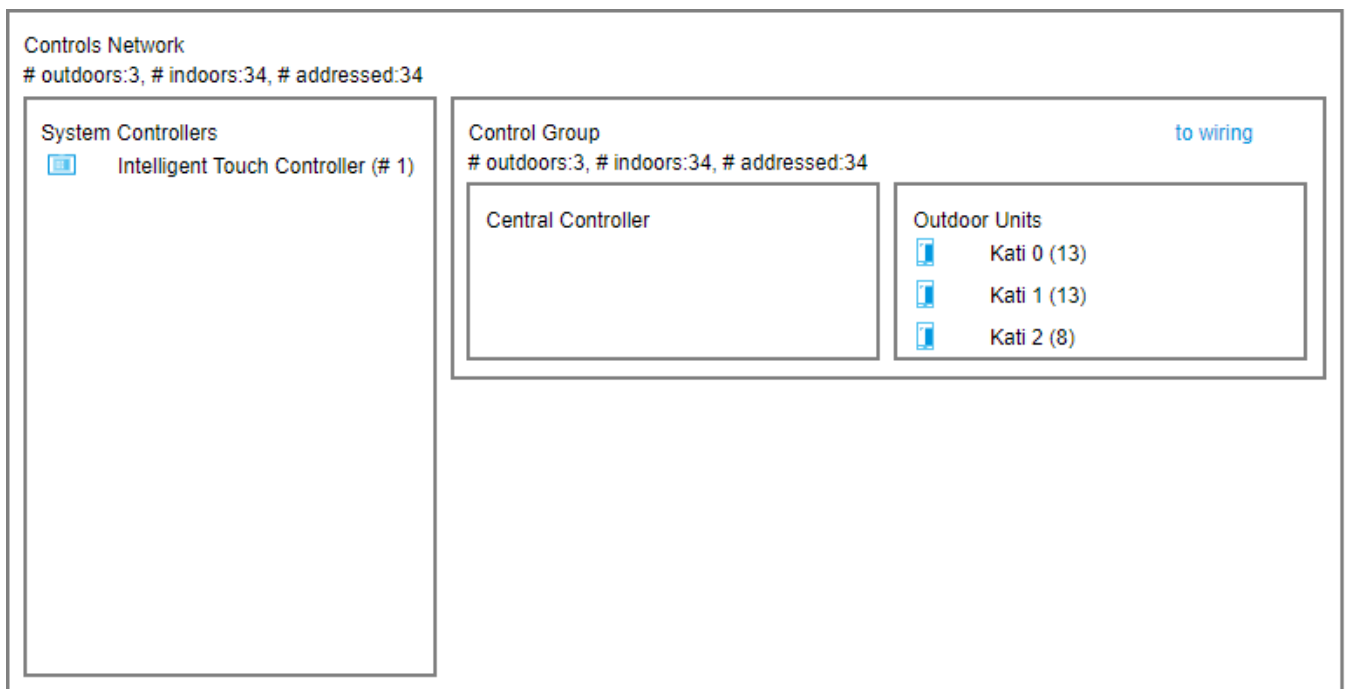 Controls Network
# outdoors:3, # indoors:34, # addressed:34
System Controllers
Intelligent Touch Controller (# 1)
Control Group
to wiring
# outdoors:3, # indoors:34, # addressed:34
Central Controller
Outdoor Units
Kati 0 (13)
Kati 1 (13)
Kati 2 (8)